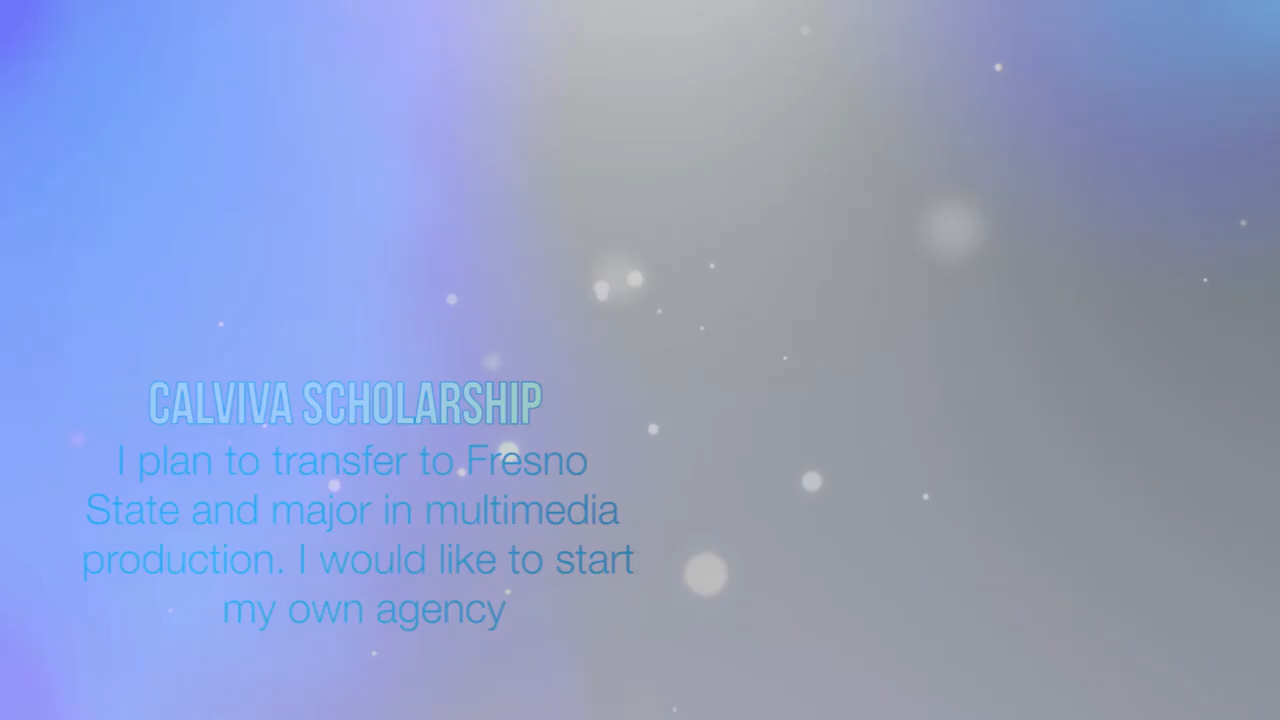 CALVIVA SCHOLARSHIP
I plan to transfer to Fresno
State and major in multimedia
production. I would like to start
my own agency